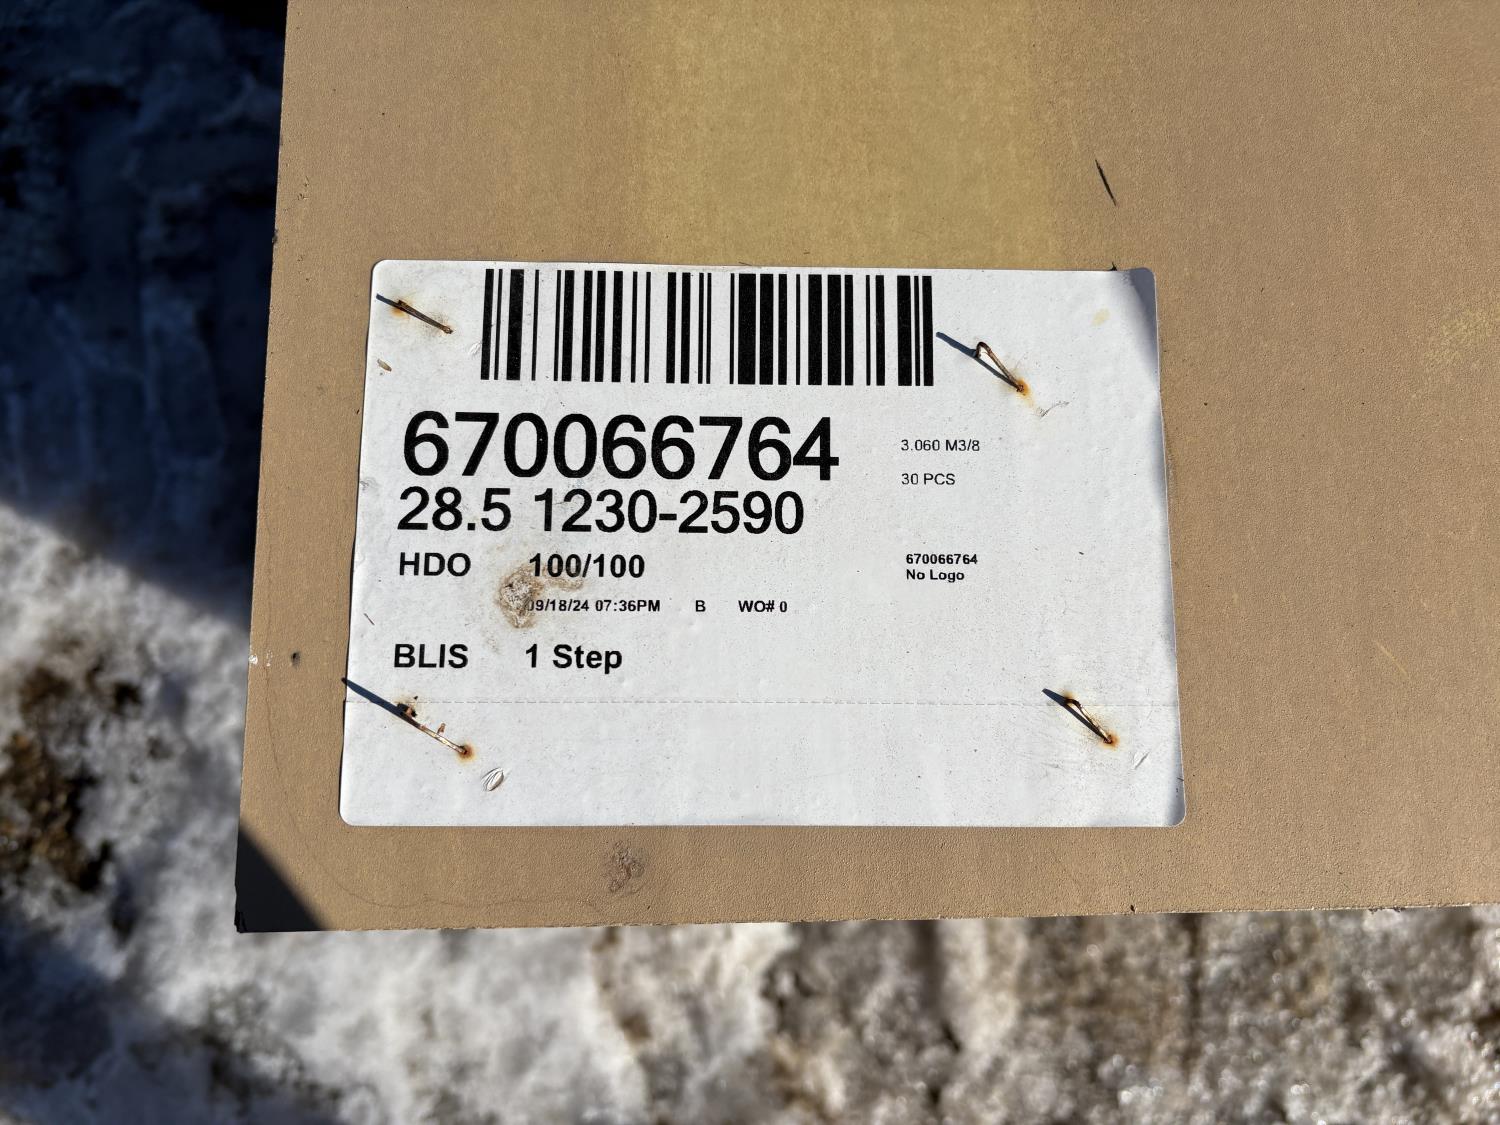 670066764
3.060 M3/8
28.5 1230-2590
30 PCS
HDO 100/100
670066764
No Logo
09/18/24 07:36PM B WO# 0
BLIS 1 Step